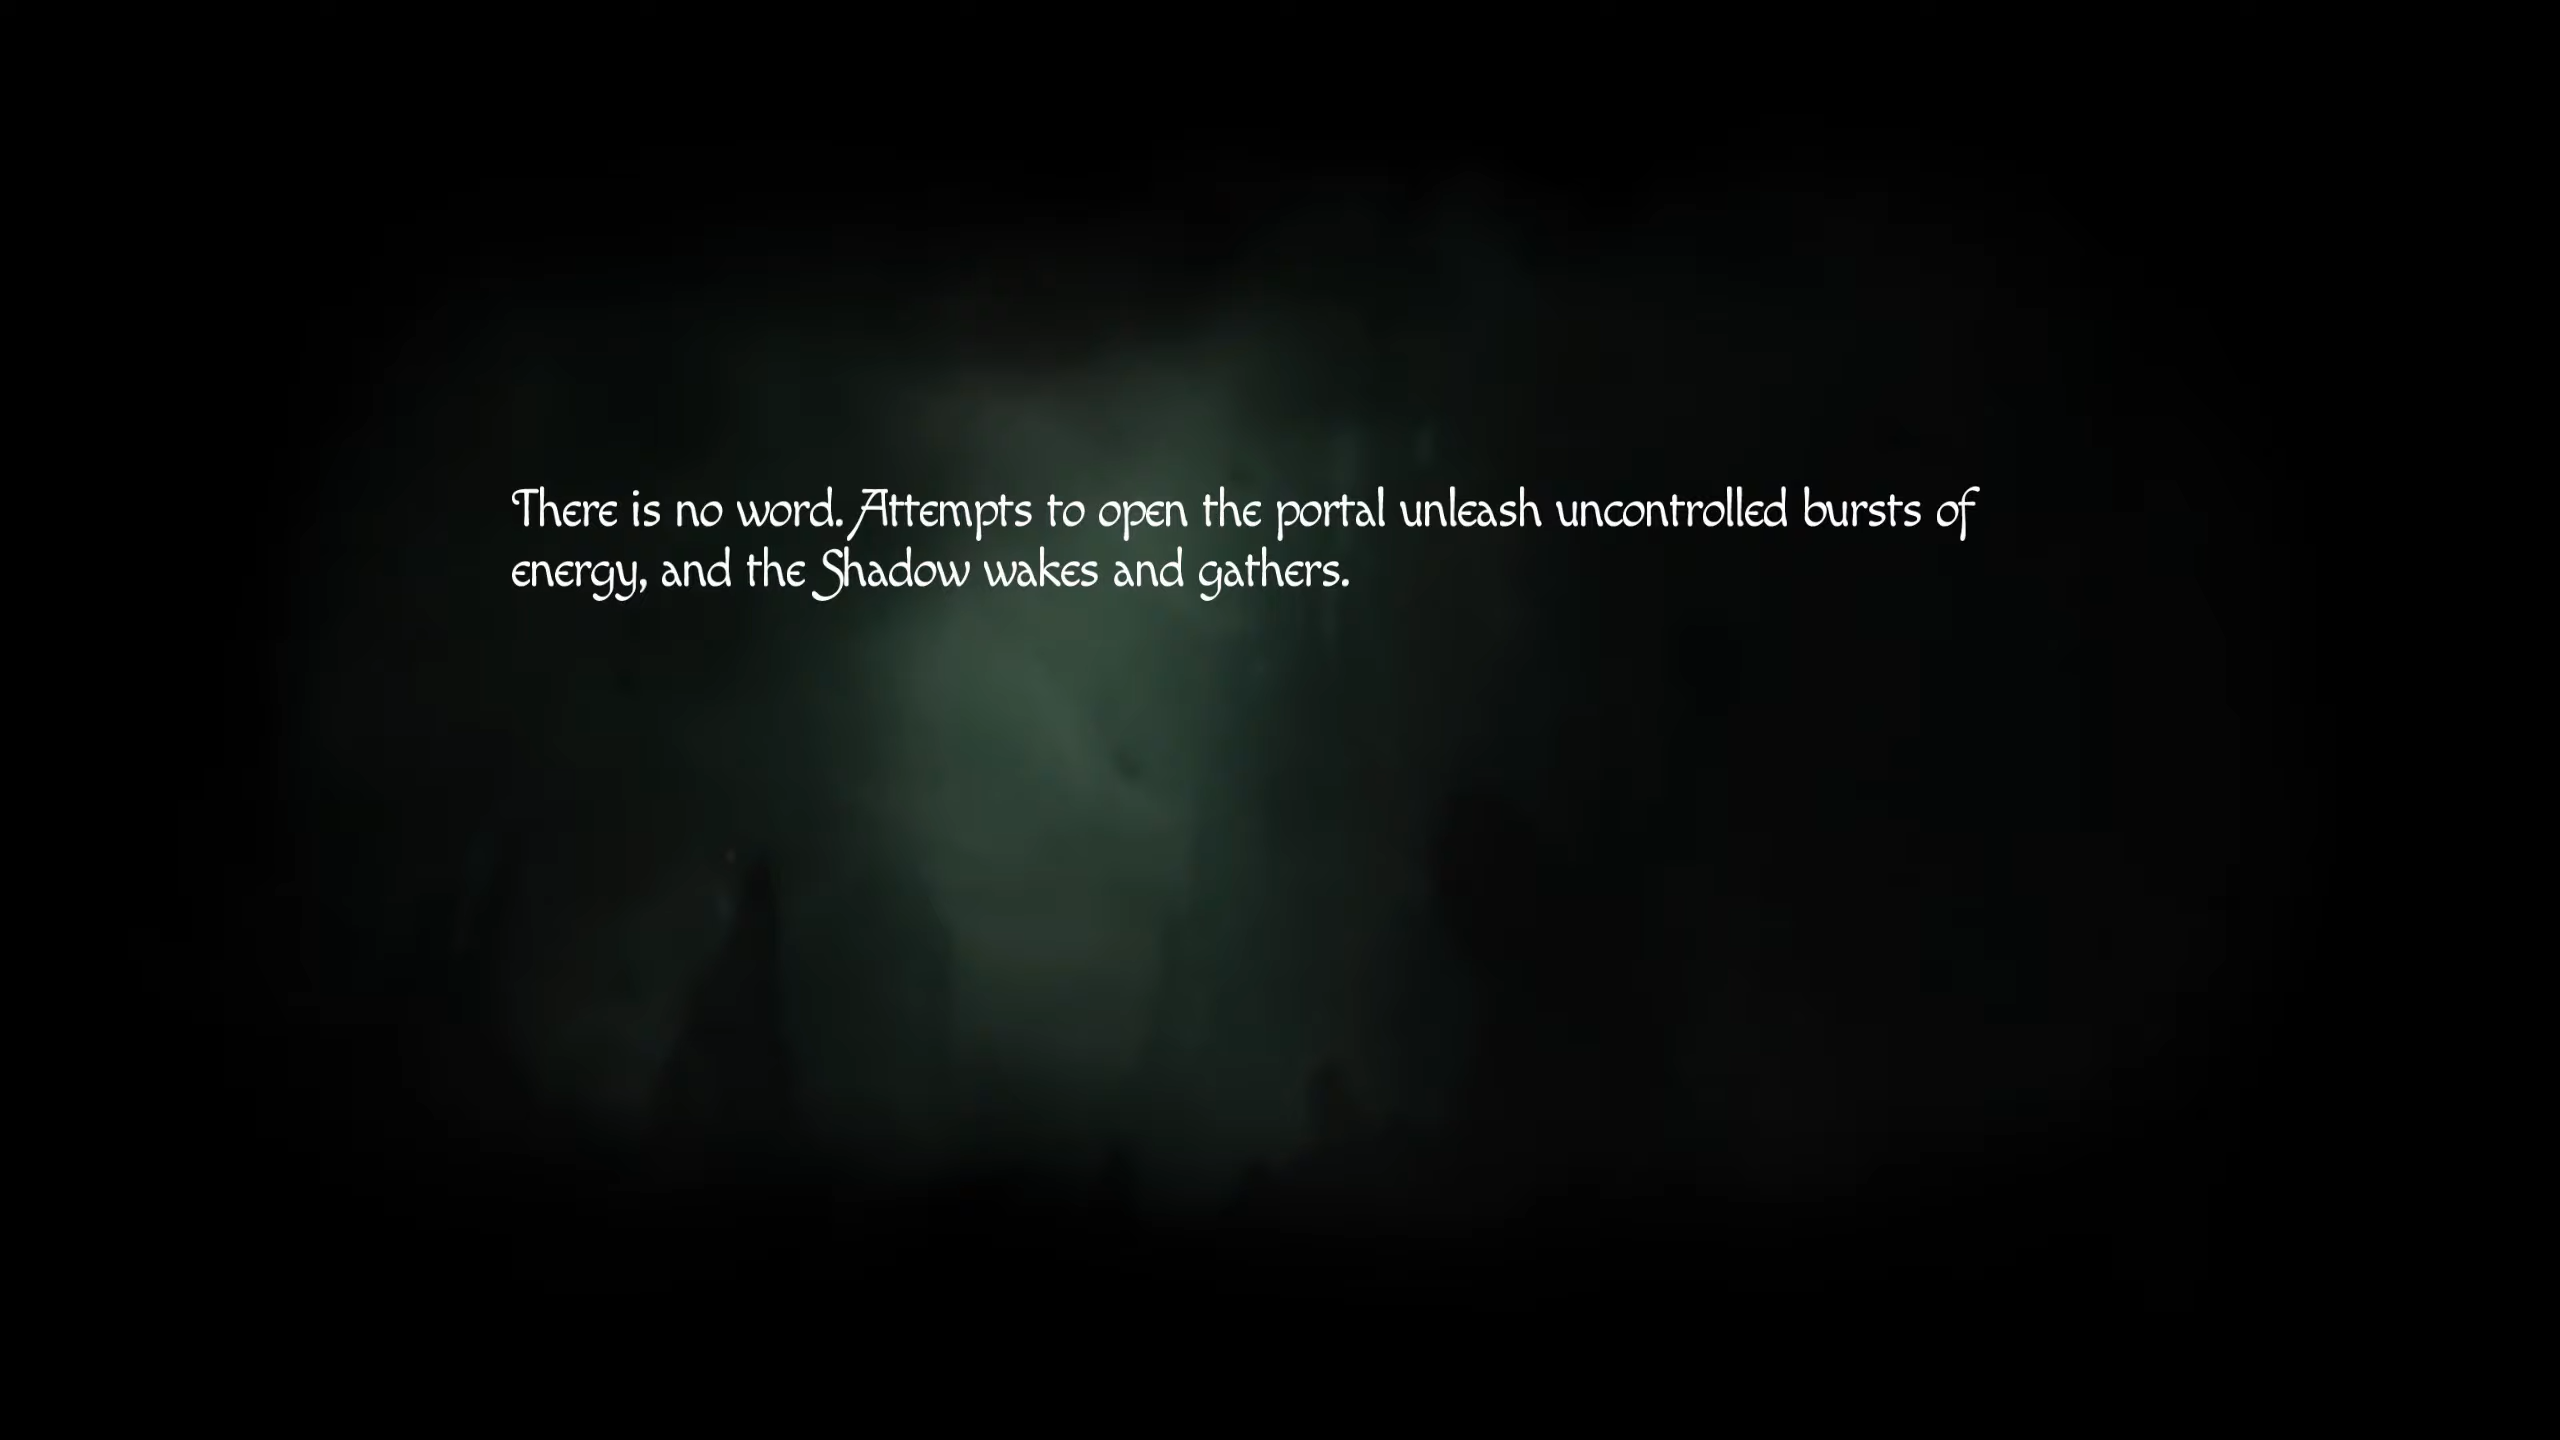 There is no word. Attempts to open the portal unleash uncontrolled bursts of
energy, and the Shadow wakes and gathers.